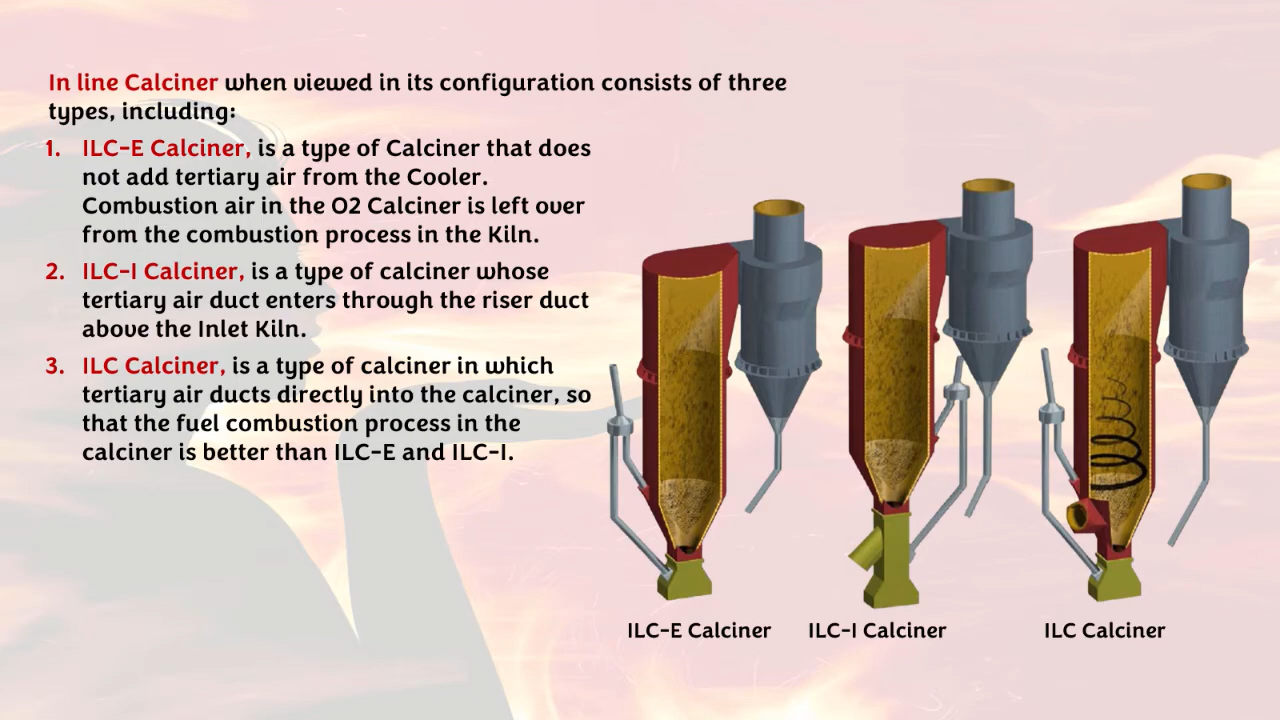 In line Calciner when viewed in its configuration consists of three
types, including:
1. ILC-E Calciner, is a type of Calciner that does
not add tertiary air from the Cooler.
Combustion air in the O2 Calciner is left over
from the combustion process in the Kiln.
2. ILC-I Calciner, is a type of calciner whose
tertiary air duct enters through the riser duct
above the Inlet Kiln.
3. ILC Calciner, is a type of calciner in which
tertiary air ducts directly into the calciner, so
that the fuel combustion process in the
calciner is better than ILC-E and ILC-I.
ILC-E Calciner
ILC-I Calciner
ILC Calciner